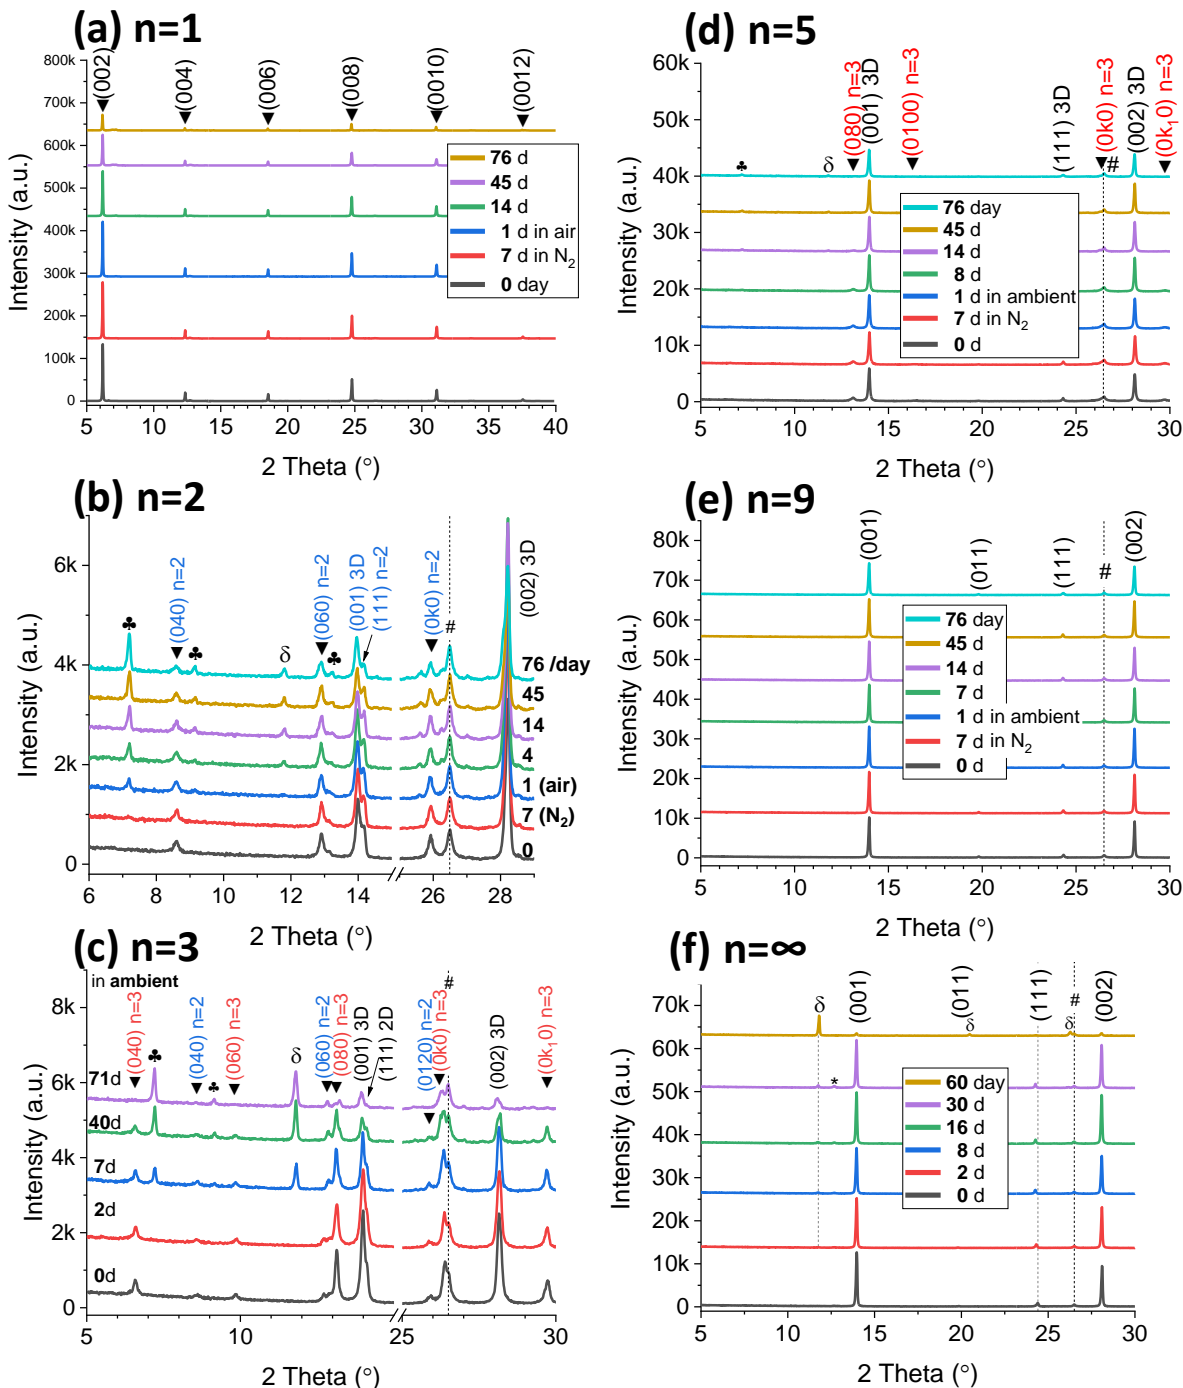 (a) n=1
800k
700k
600k
500k
400k
300k
200k
100k
0
Intensity (a.u.)
(002)
(004)
(006)
(008)
(0010)
(0012)
76 d
45 d
14 d
1 d in air
7 d in N2
0 day
5 10 15 20 25 30 35 40
2 Theta (°)
(b) n=2
6k
4k
2k
0
Intensity (a.u.)
♣
(040) n=2
♣
δ
(060) n=2
♣
(001) 3D
(111) n=2
(0k0) n=2
#
(002) 3D
76 /day
45
14
4
1 (air)
7 (N2)
0
6 8 10 12 14 26 28
2 Theta (°)
(c) n=3
in ambient
8k
6k
4k
2k
0
Intensity (a.u.)
(040) n=3
♣
(040) n=2
♣
(060) n=3
δ
(060) n=2
(080) n=3
(001) 3D
(111) 2D
(0120) n=2
(0k0) n=3
#
(002) 3D
(0k10) n=3
71d
40d
7d
2d
0d
5 10 25 30
2 Theta (°)
(d) n=5
60k
50k
40k
30k
20k
10k
0
Intensity (a.u.)
♣
δ
(080) n=3
(001) 3D
(0100) n=3
(111) 3D
(0k0) n=3
#
(002) 3D
(0k10) n=3
76 day
45 d
14 d
8 d
1 d in ambient
7 d in N2
0 d
5 10 15 20 25 30
2 Theta (°)
(e) n=9
80k
70k
60k
50k
40k
30k
20k
10k
0
Intensity (a.u.)
(001)
(011)
(111)
#
(002)
76 day
45 d
14 d
7 d
1 d in ambient
7 d in N2
0 d
5 10 15 20 25 30
2 Theta (°)
(f) n=∞
70k
60k
50k
40k
30k
20k
10k
0
Intensity (a.u.)
δ
*
(001)
(011)
δ
(111)
δ
#
(002)
60 day
30 d
16 d
8 d
2 d
0 d
5 10 15 20 25 30
2 Theta (°)